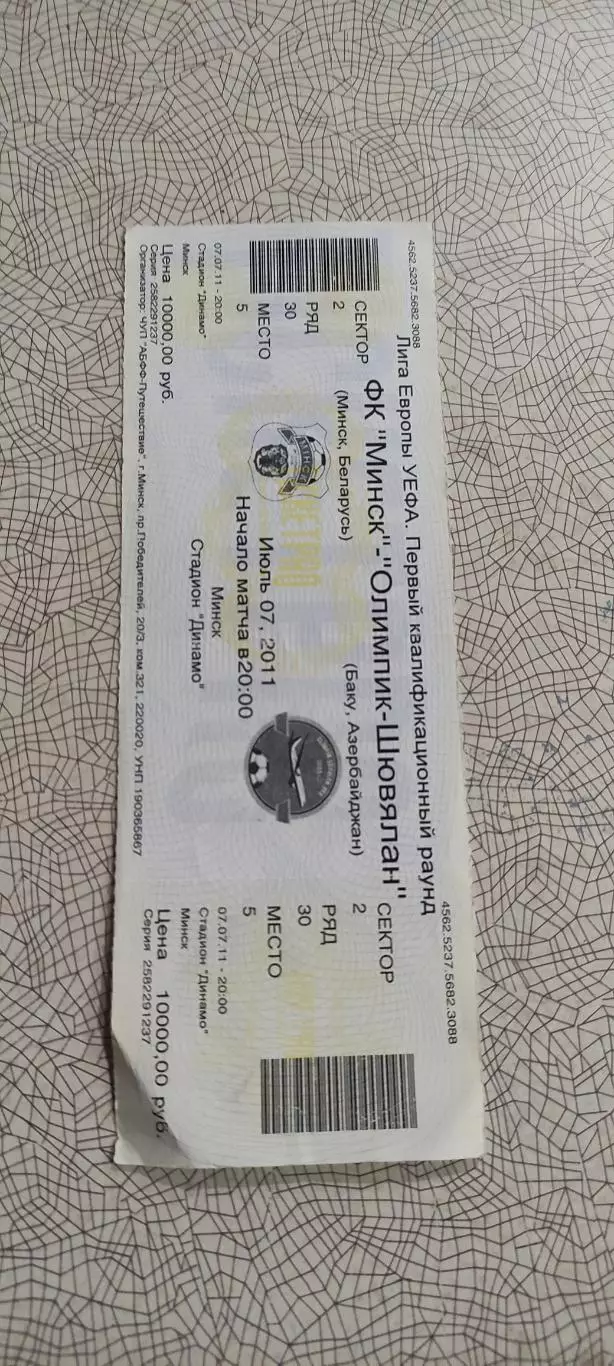 4562.5237.5682.3088
Лига Европы УЕФА. Первый квалификационный раунд
ФК "Минск"-"Олимпик-Шювялан"
(Минск, Беларусь)
(Баку, Азербайджан)
СЕКТОР
2
РЯД
30
МЕСТО
5
07.07.11 - 20:00
Стадион "Динамо"
Минск
Цена 10000,00 руб.
Серия 2582291237
МИНСК
Июль 07, 2011
Начало матча в20:00
Минск
Стадион "Динамо"
Организатор: ЧУП "АБФФ-Путешествие", г.Минск, пр.Победителей, 20/3, ком.321, 220020, УНП 190365867
4562.5237.5682.3088
СЕКТОР
2
РЯД
30
МЕСТО
5
07.07.11 - 20:00
Стадион "Динамо"
Минск
Цена 10000,00 руб.
Серия 2582291237